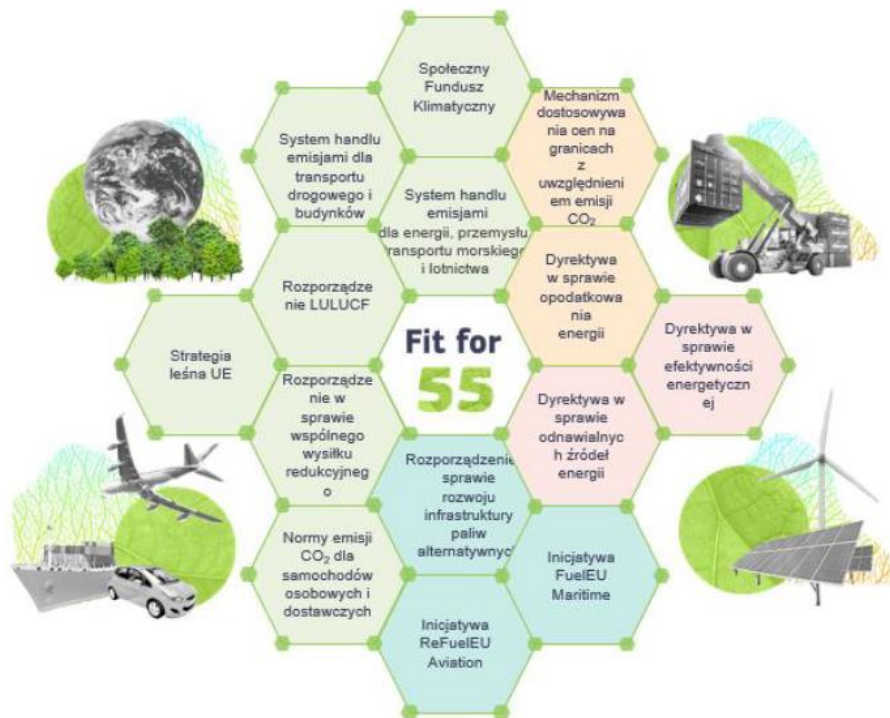 Społeczny
Fundusz
Klimatyczny
Mechanizm
dostosowywa
nia cen na
granicach
z
uwzględnieni
em emisji
CO₂
System handlu
emisjami dla
transportu
drogowego i
budynków
System handlu
emisjami
dla energii, przemysłu,
transportu morskiego
i lotnictwa
Rozporządze
nie LULUCF
Dyrektywa
w sprawie
opodatkowa
nia
energii
Strategia
leśna UE
Fit for
55
Dyrektywa w
sprawie
efektywności
energetyczn
ej
Rozporządze
nie w
sprawie
wspólnego
wysiłku
redukcyjneg
o
Dyrektywa w
sprawie
odnawialnyc
h źródeł
energii
Rozporządzenie
sprawie
rozwoju
infrastruktury
paliw
alternatywnych
Normy emisji
CO₂ dla
samochodów
osobowych i
dostawczych
Inicjatywa
FuelEU
Maritime
Inicjatywa
ReFuelEU
Aviation